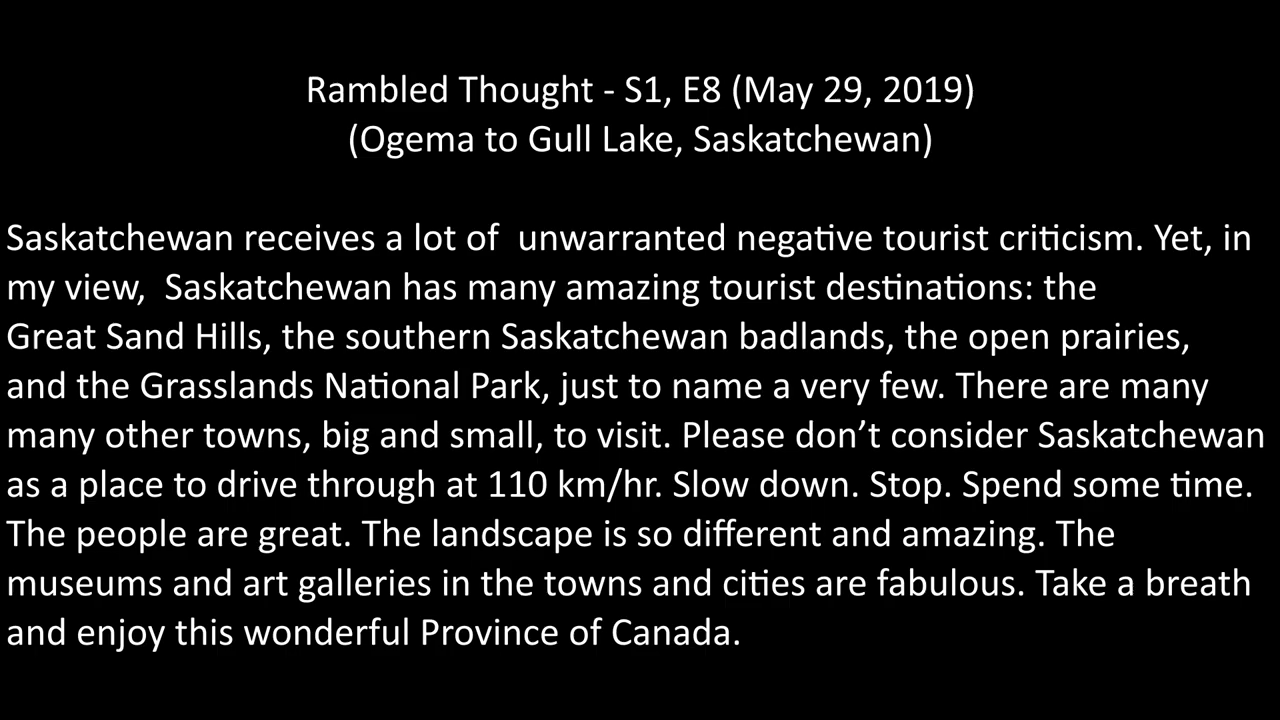 Rambled Thought - S1, E8 (May 29, 2019)
(Ogema to Gull Lake, Saskatchewan)
Saskatchewan receives a lot of  unwarranted negative tourist criticism. Yet, in
my view,  Saskatchewan has many amazing tourist destinations: the
Great Sand Hills, the southern Saskatchewan badlands, the open prairies,
and the Grasslands National Park, just to name a very few. There are many
many other towns, big and small, to visit. Please don’t consider Saskatchewan
as a place to drive through at 110 km/hr. Slow down. Stop. Spend some time.
The people are great. The landscape is so different and amazing. The
museums and art galleries in the towns and cities are fabulous. Take a breath
and enjoy this wonderful Province of Canada.